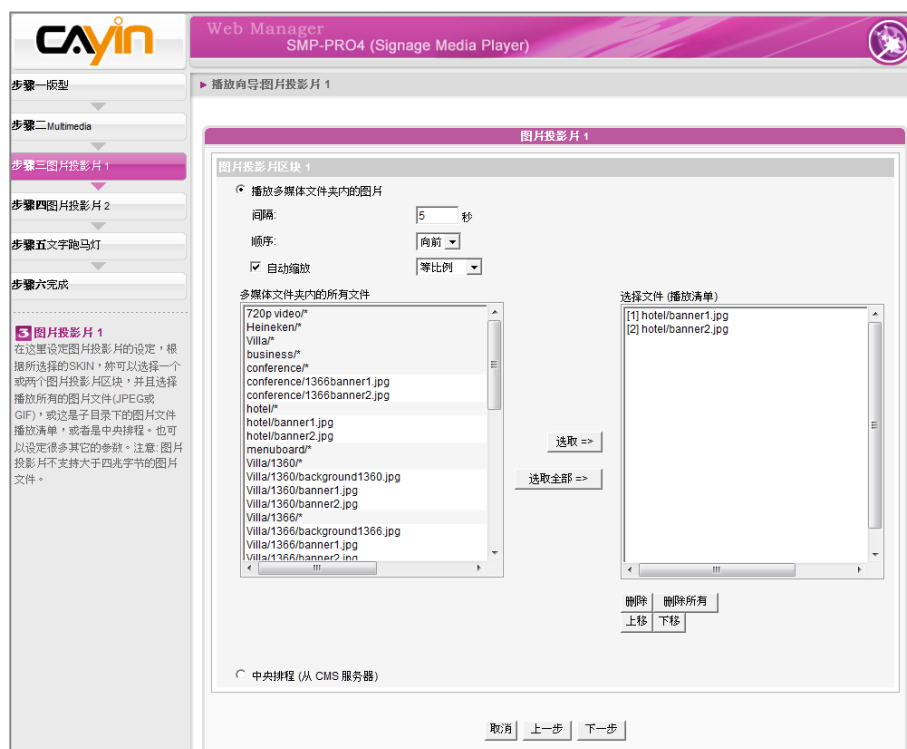 CAYIN
Web Manager
SMP-PRO4 (Signage Media Player)
步骤一版型
步骤二Multimedia
步骤三图片投影片 1
步骤四图片投影片 2
步骤五文字跑马灯
步骤六完成
3 图片投影片 1
在这里设定图片投影片的设定，根
据所选择的SKIN，妳可以选择一个
或两个图片投影片区块，并且选择
播放所有的图片文件(JPEG或
GIF)，或这是子目录下的图片文件
播放清单，或者是中央排程。也可
以设定很多其它的参数。注意:图片
投影片不支持大于四兆字节的图片
文件。
播放向导:图片投影片 1
图片投影片 1
图片投影片区块 1
播放多媒体文件夹内的图片
间隔: 5 秒
顺序: 向前
自动缩放 等比例
多媒体文件夹内的所有文件
720p video/*
Heineken/*
Villa/*
business/*
conference/*
conference/1366banner1.jpg
conference/1366banner2.jpg
hotel/*
hotel/banner1.jpg
hotel/banner2.jpg
menuboard/*
Villa/1360/*
Villa/1360/background1360.jpg
Villa/1360/banner1.jpg
Villa/1360/banner2.jpg
Villa/1366/*
Villa/1366/background1366.jpg
Villa/1366/banner1.jpg
Villa/1366/banner2.jpg
选取 =>
选取全部 =>
选择文件 (播放清单)
[1] hotel/banner1.jpg
[2] hotel/banner2.jpg
删除 删除所有
上移 下移
中央排程 (从 CMS 服务器)
取消 上一步 下一步